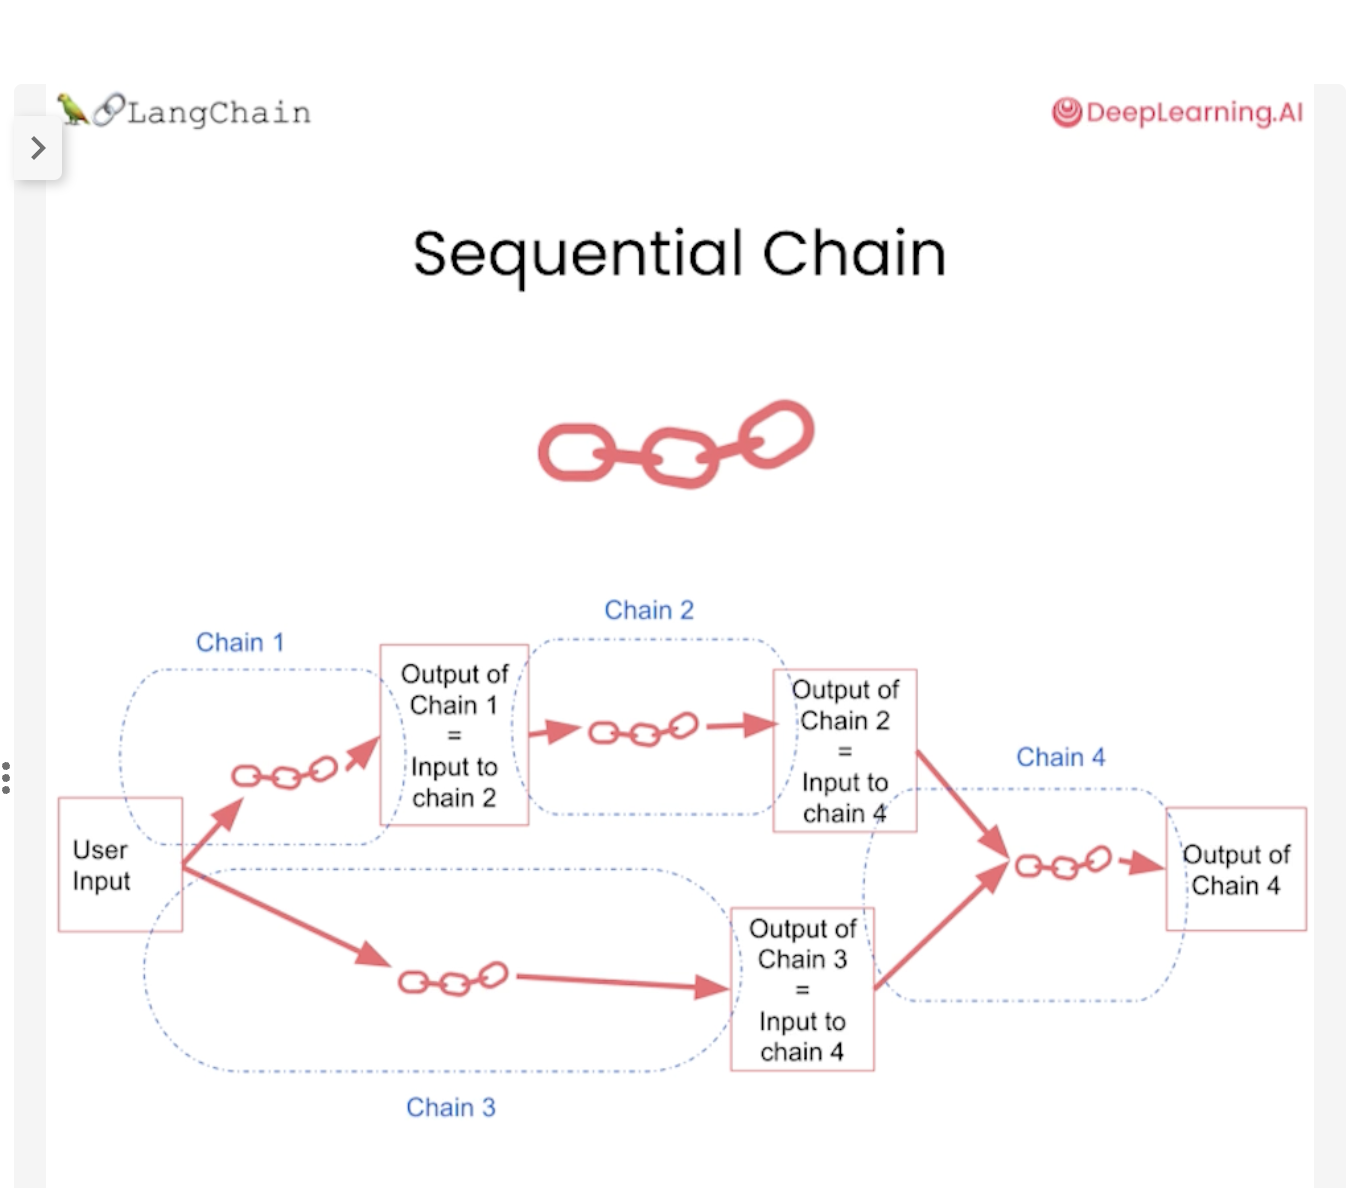 LangChain
DeepLearning.AI
Sequential Chain
Chain 1
Chain 2
Chain 4
Chain 3
User
Input
Output of
Chain 1
=
Input to
chain 2
Output of
Chain 2
=
Input to
chain 4
Output of
Chain 3
=
Input to
chain 4
Output of
Chain 4